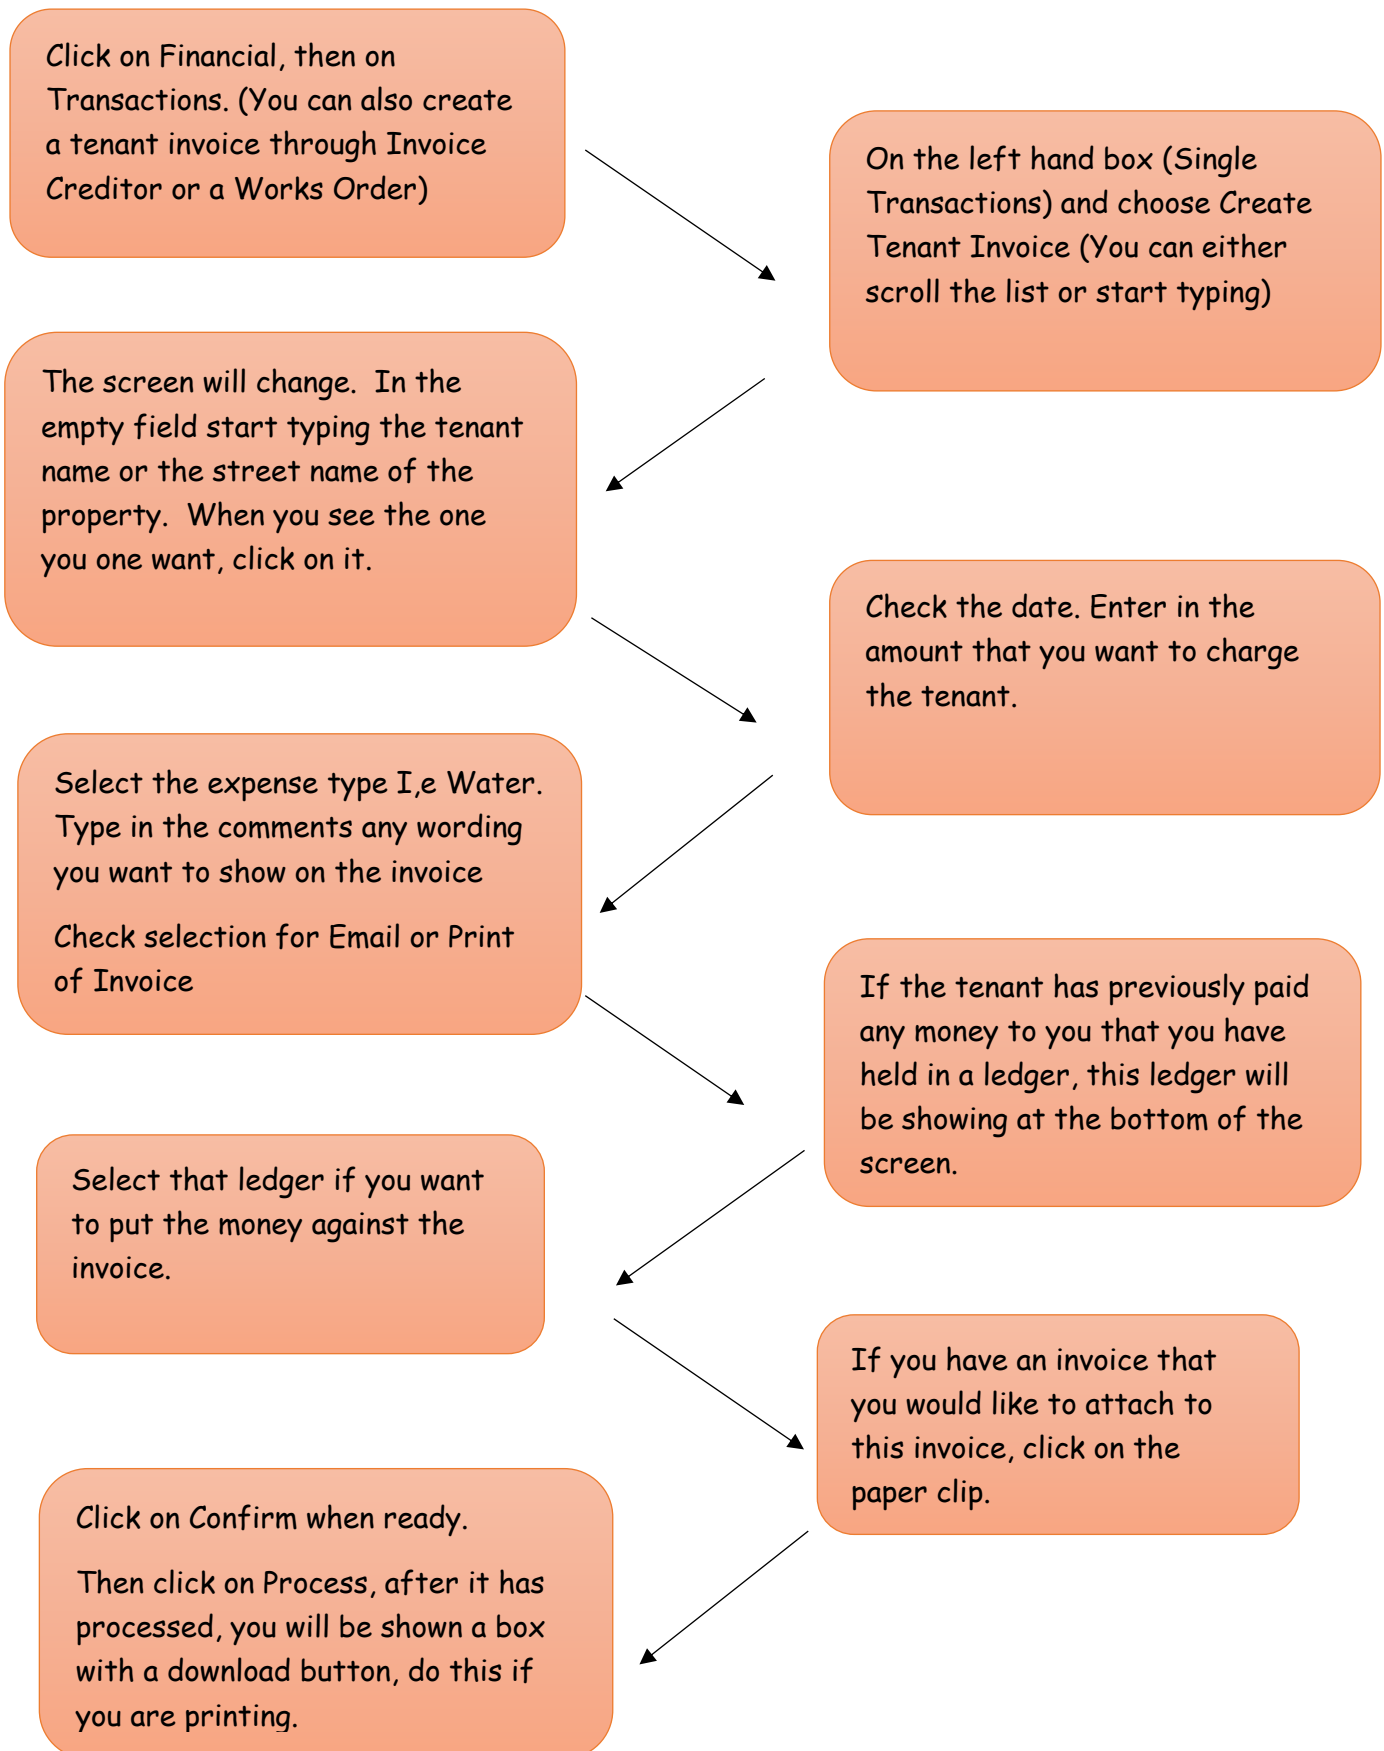 Click on Financial, then on
Transactions. (You can also create
a tenant invoice through Invoice
Creditor or a Works Order)
On the left hand box (Single
Transactions) and choose Create
Tenant Invoice (You can either
scroll the list or start typing)
The screen will change. In the
empty field start typing the tenant
name or the street name of the
property. When you see the one
you one want, click on it.
Check the date. Enter in the
amount that you want to charge
the tenant.
Select the expense type I,e Water.
Type in the comments any wording
you want to show on the invoice
Check selection for Email or Print
of Invoice
If the tenant has previously paid
any money to you that you have
held in a ledger, this ledger will
be showing at the bottom of the
screen.
Select that ledger if you want
to put the money against the
invoice.
If you have an invoice that
you would like to attach to
this invoice, click on the
paper clip.
Click on Confirm when ready.
Then click on Process, after it has
processed, you will be shown a box
with a download button, do this if
you are printing.